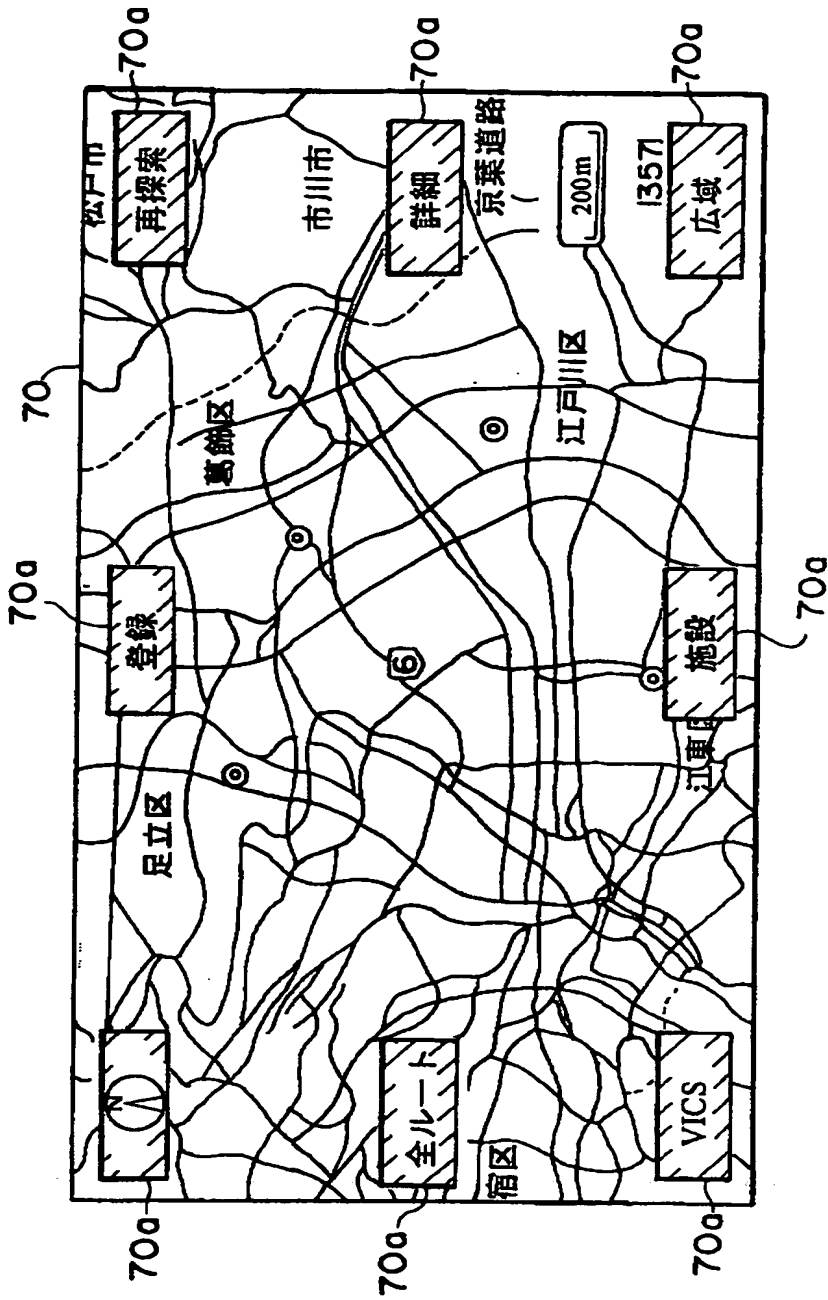 70a
70
松戸市
70a
N
登録
再探索
70a
足立区
葛飾区
市川市
70a
全ルート
6
詳細
70a
宿区
京葉道路
江戸川区
200m
13571
70a
VICS
江東区
施設
広域
70a
70a